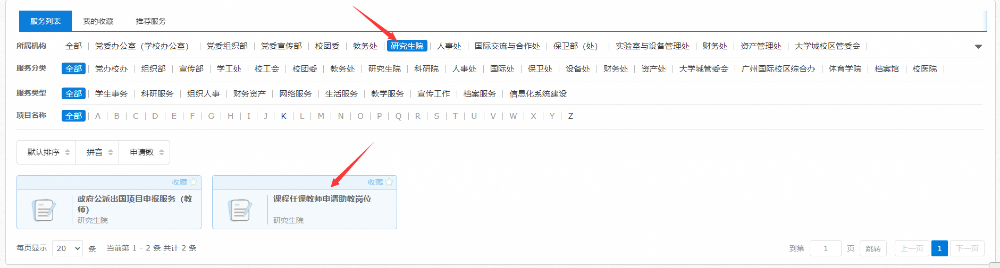 服务列表 我的收藏 推荐服务
所属机构 全部 党委办公室（学校办公室） 党委组织部 党委宣传部 校团委 教务处 研究生院 人事处 国际交流与合作处 保卫部（处） 实验室与设备管理处 财务处 资产管理处 大学城校区管委会
服务分类 全部 党办校办 组织部 宣传部 学工处 校工会 校团委 教务处 研究生院 科研院 人事处 国际处 保卫处 设备处 财务处 资产处 大学城管委会 广州国际校区综合办 体育学院 档案馆 校医院
服务类型 全部 学生事务 科研服务 组织人事 财务资产 网络服务 生活服务 教学服务 宣传工作 档案服务 信息化系统建设
项目名称 全部 A B C D E F G H I J K L M N O P Q R S T U V W X Y Z
默认排序 拼音 申请数
收藏
政府公派出国项目申报服务（教
师）
研究生院
收藏
课程任课教师申请助教岗位
研究生院
每页显示 20 条 当前第 1 - 2 条 共计 2 条 到第 1 页 跳转 上一页 1 下一页